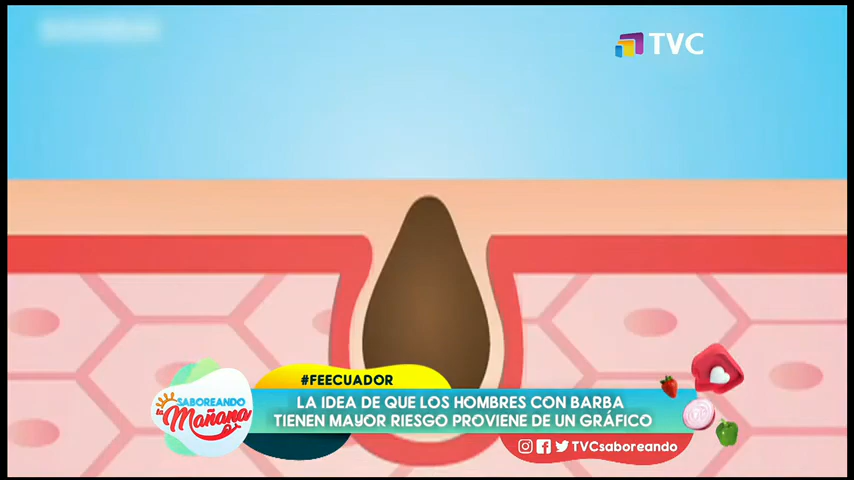 TVC
#FEECUADOR
SABOREANDO
la Mañana
LA IDEA DE QUE LOS HOMBRES CON BARBA
TIENEN MAYOR RIESGO PROVIENE DE UN GRÁFICO
TVCsaboreando